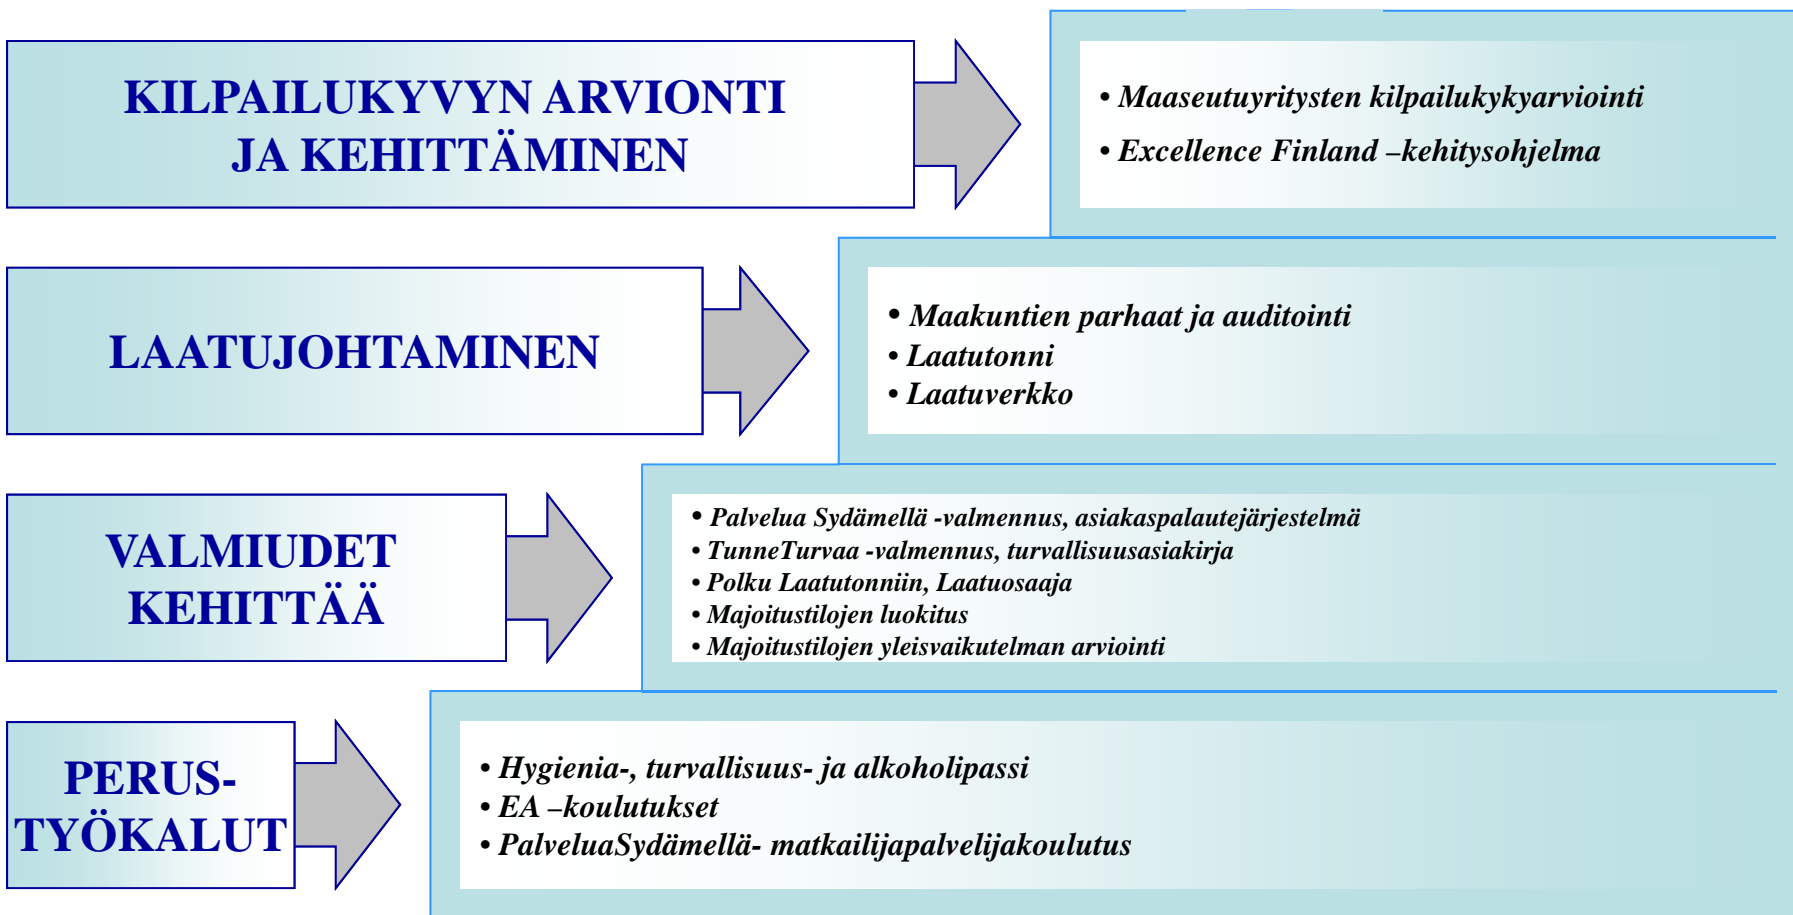 KILPAILUKYVYN ARVIONTI
JA KEHITTÄMINEN
• Maaseutuyritysten kilpailukykyarviointi
• Excellence Finland –kehitysohjelma
LAATUJOHTAMINEN
• Maakuntien parhaat ja auditointi
• Laatutonni
• Laatuverkko
VALMIUDET
KEHITTÄÄ
• Palvelua Sydämellä -valmennus, asiakaspalautejärjestelmä
• TunneTurvaa -valmennus, turvallisuusasiakirja
• Polku Laatutonniin, Laatuosaaja
• Majoitustilojen luokitus
• Majoitustilojen yleisvaikutelman arviointi
PERUS-
TYÖKALUT
• Hygienia-, turvallisuus- ja alkoholipassi
• EA –koulutukset
• PalveluaSydämellä- matkailijapalvelijakoulutus